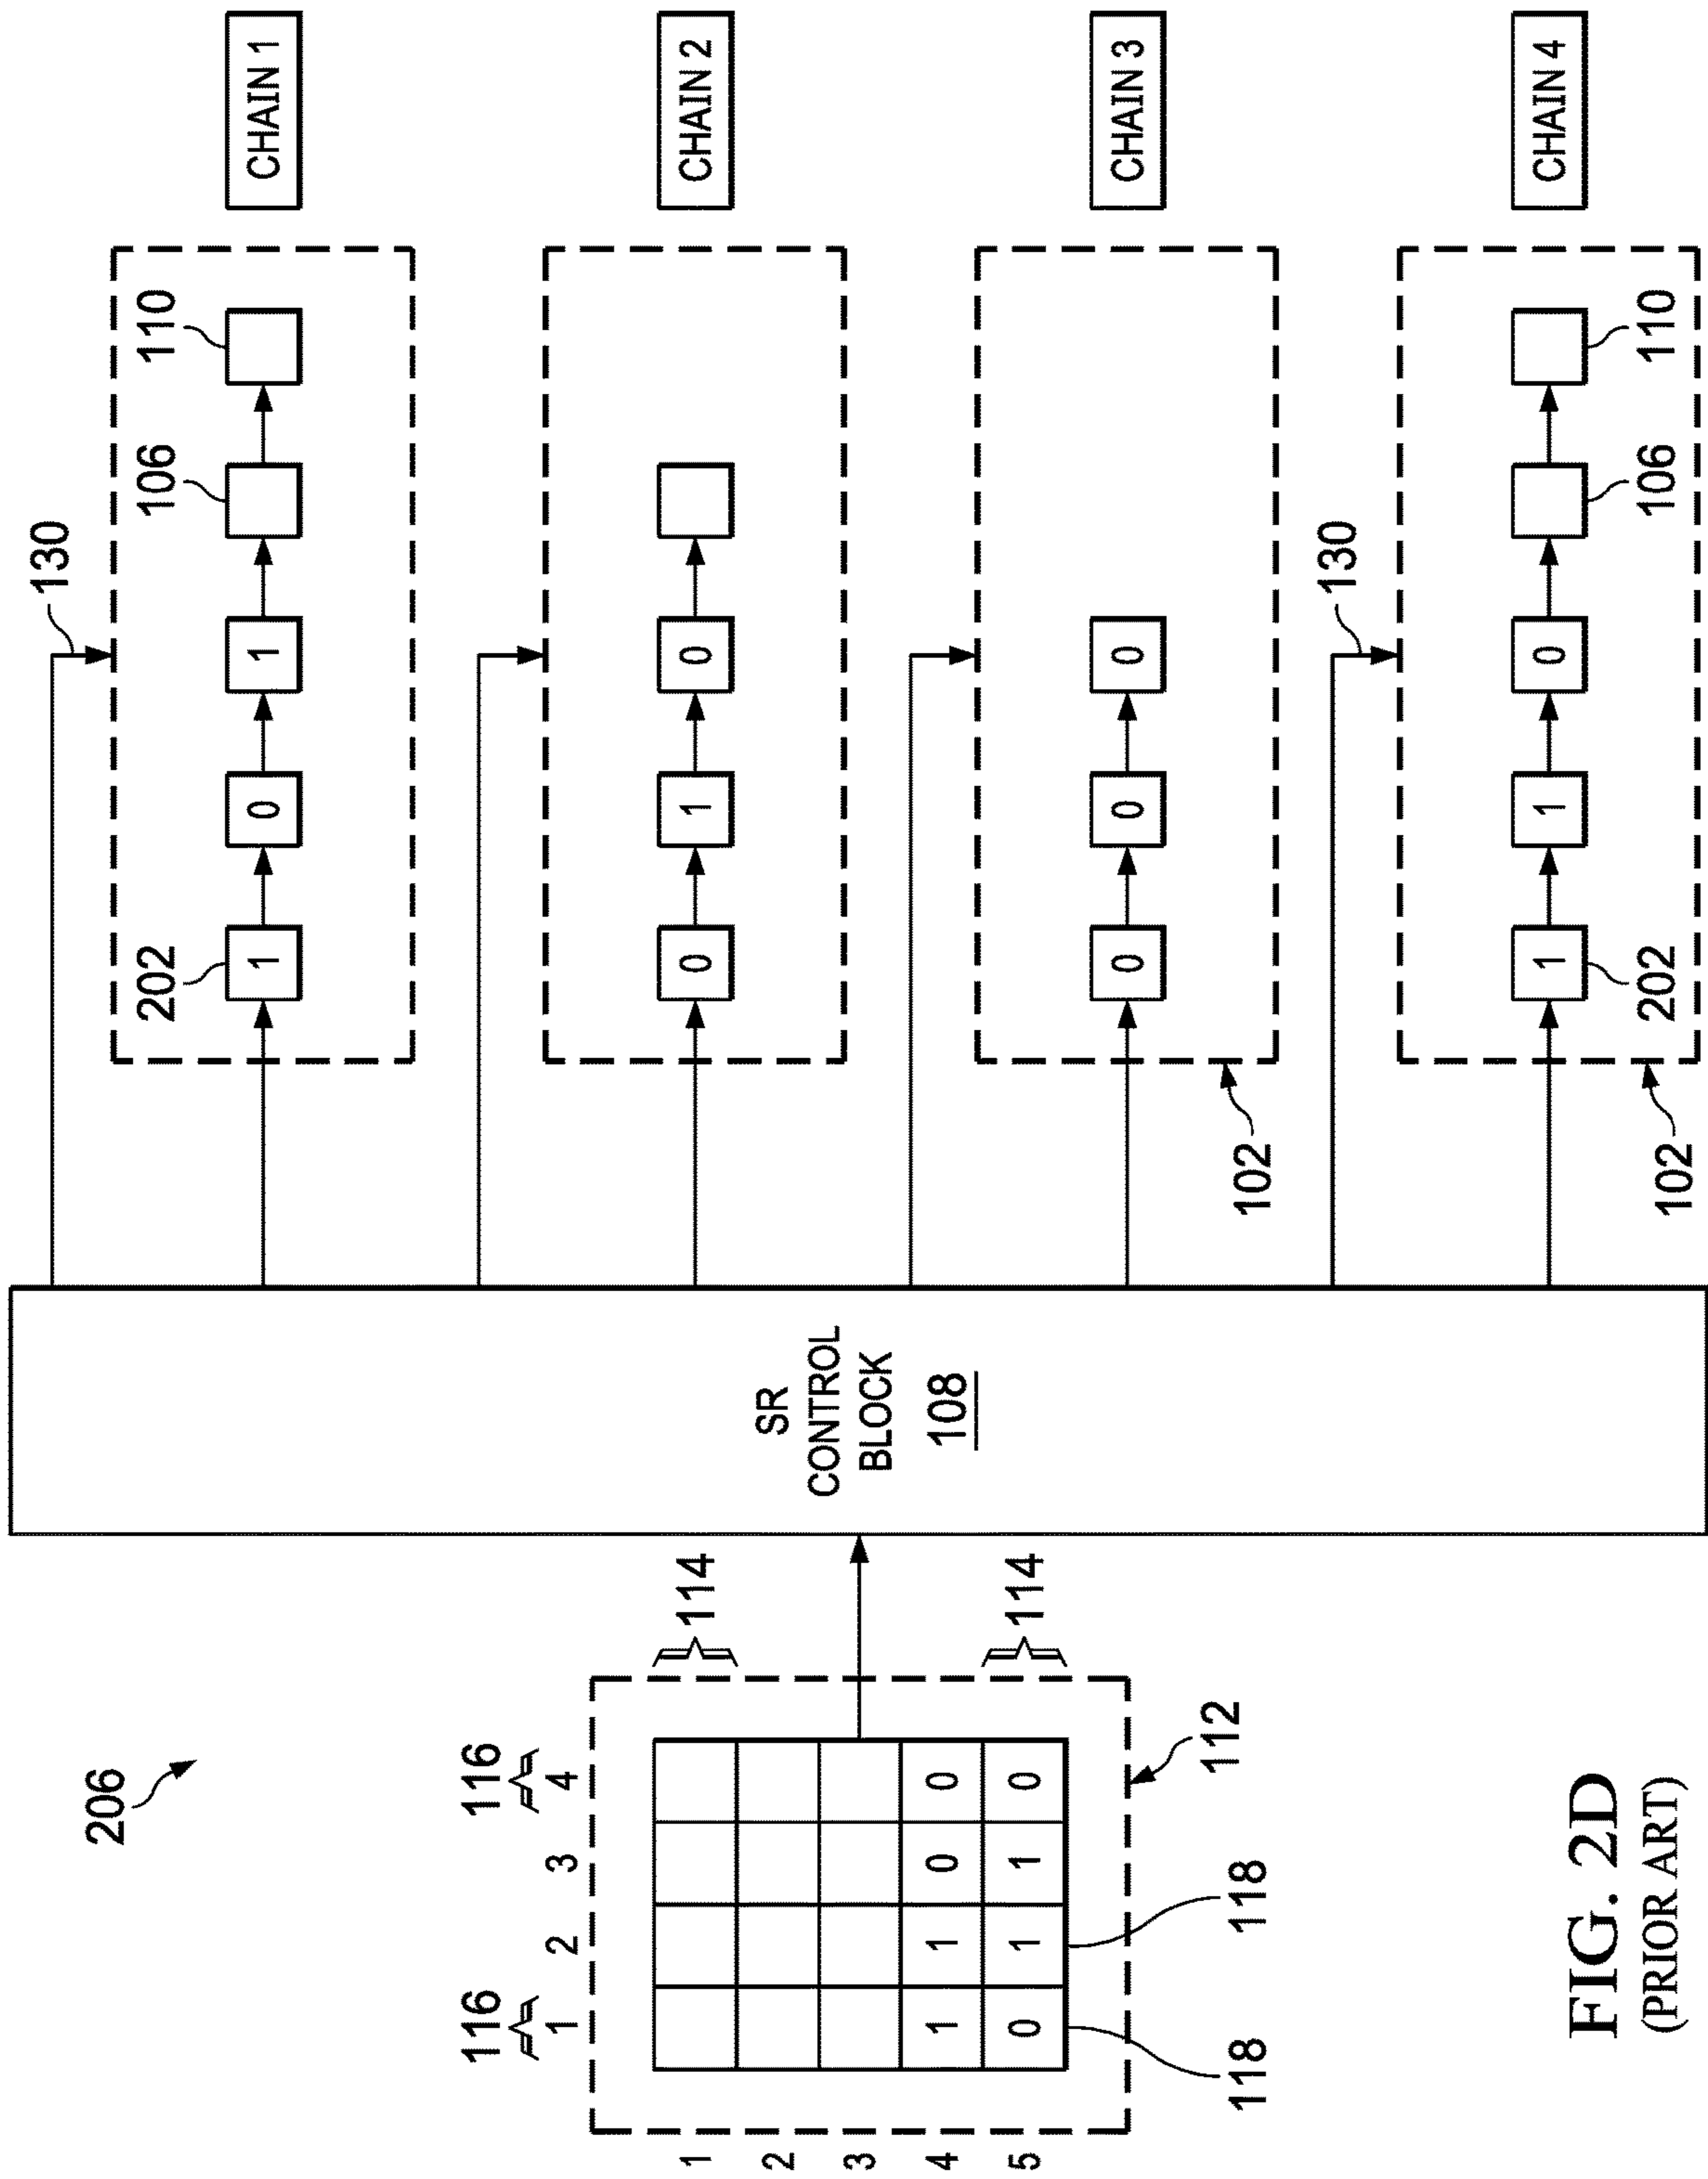 130
206
202 106 110
1 0 1 CHAIN 1
116 116
1 2 3 4
1 114 0 1 0 CHAIN 2
2
SR
CONTROL
3
BLOCK
4 1 1 0 0 108
5 0 1 1 0 114
0 0 0 CHAIN 3
118 118 112 102
130
1 1 0 CHAIN 4
202 106 110
102
FIG. 2D
(PRIOR ART)